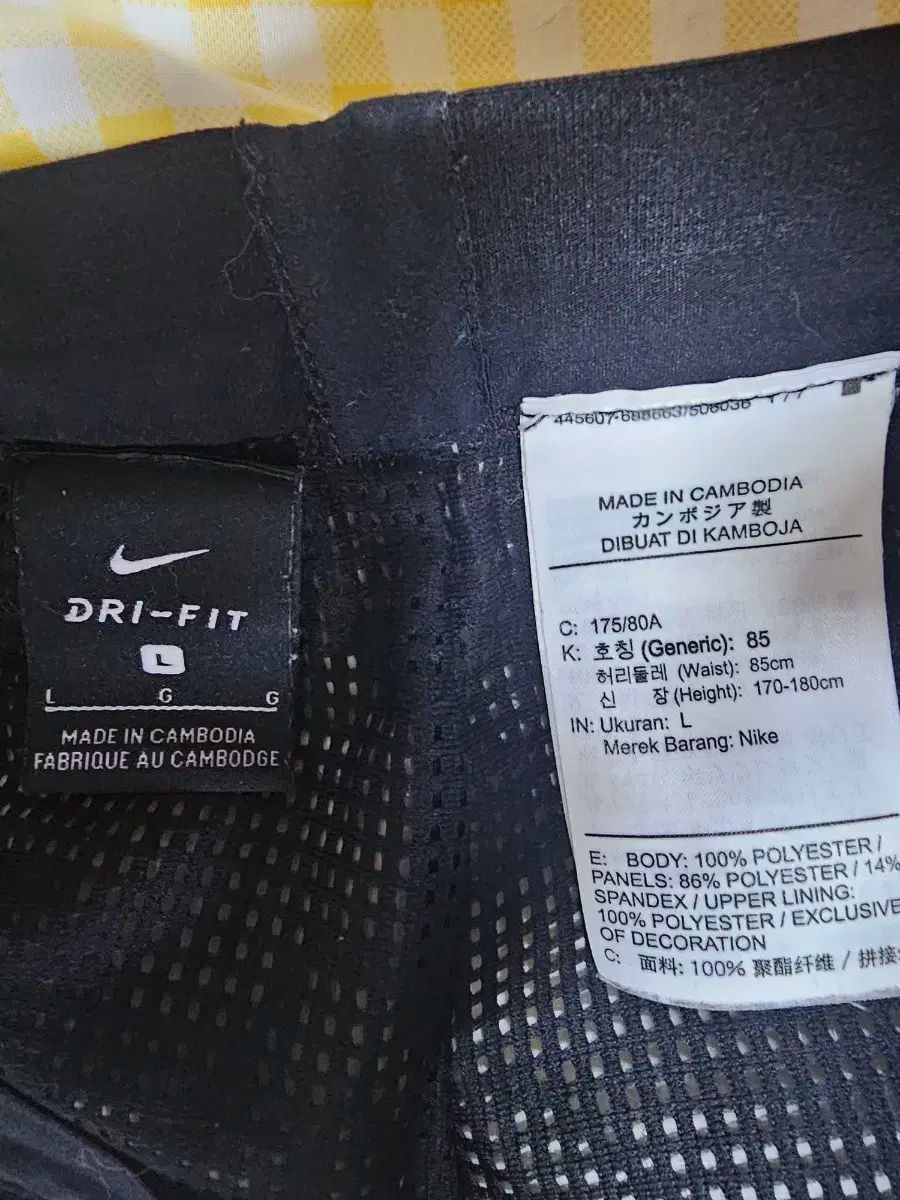 DRI-FIT
L
L G G
MADE IN CAMBODIA
FABRIQUE AU CAMBODGE
MADE IN CAMBODIA
カンボジア製
DIBUAT DI KAMBOJA
C: 175/80A
K: 호칭 (Generic): 85
허리둘레 (Waist): 85cm
신 장 (Height): 170-180cm
IN: Ukuran: L
Merek Barang: Nike
E: BODY: 100% POLYESTER /
PANELS: 86% POLYESTER / 14%
SPANDEX / UPPER LINING:
100% POLYESTER / EXCLUSIVE
OF DECORATION
C: 面料: 100% 聚酯纤维 / 拼接